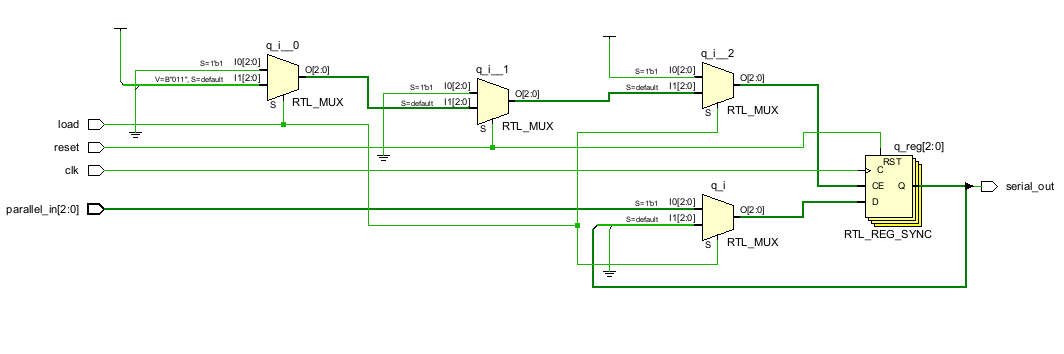 q_i__0
S=1'b1 I0[2:0]
V=B"011", S=default I1[2:0]
O[2:0]
S
RTL_MUX
q_i__1
S=1'b1 I0[2:0]
S=default I1[2:0]
O[2:0]
S
RTL_MUX
q_i__2
S=1'b1 I0[2:0]
S=default I1[2:0]
O[2:0]
S
RTL_MUX
load
reset
clk
parallel_in[2:0]
q_i
S=1'b1 I0[2:0]
S=default I1[2:0]
O[2:0]
S
RTL_MUX
q_reg[2:0]
RST
C
CE Q
D
RTL_REG_SYNC
serial_out